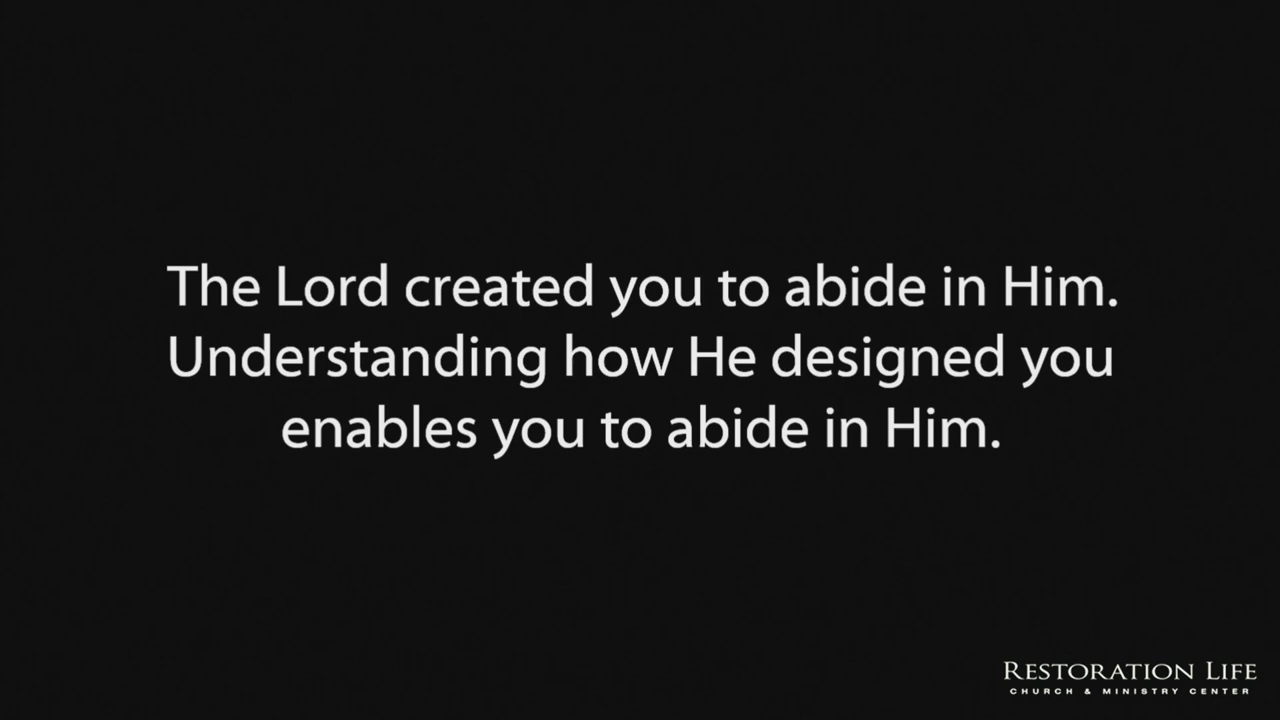 The Lord created you to abide in Him.
Understanding how He designed you
enables you to abide in Him.
RESTORATION LIFE
CHURCH & MINISTRY CENTER